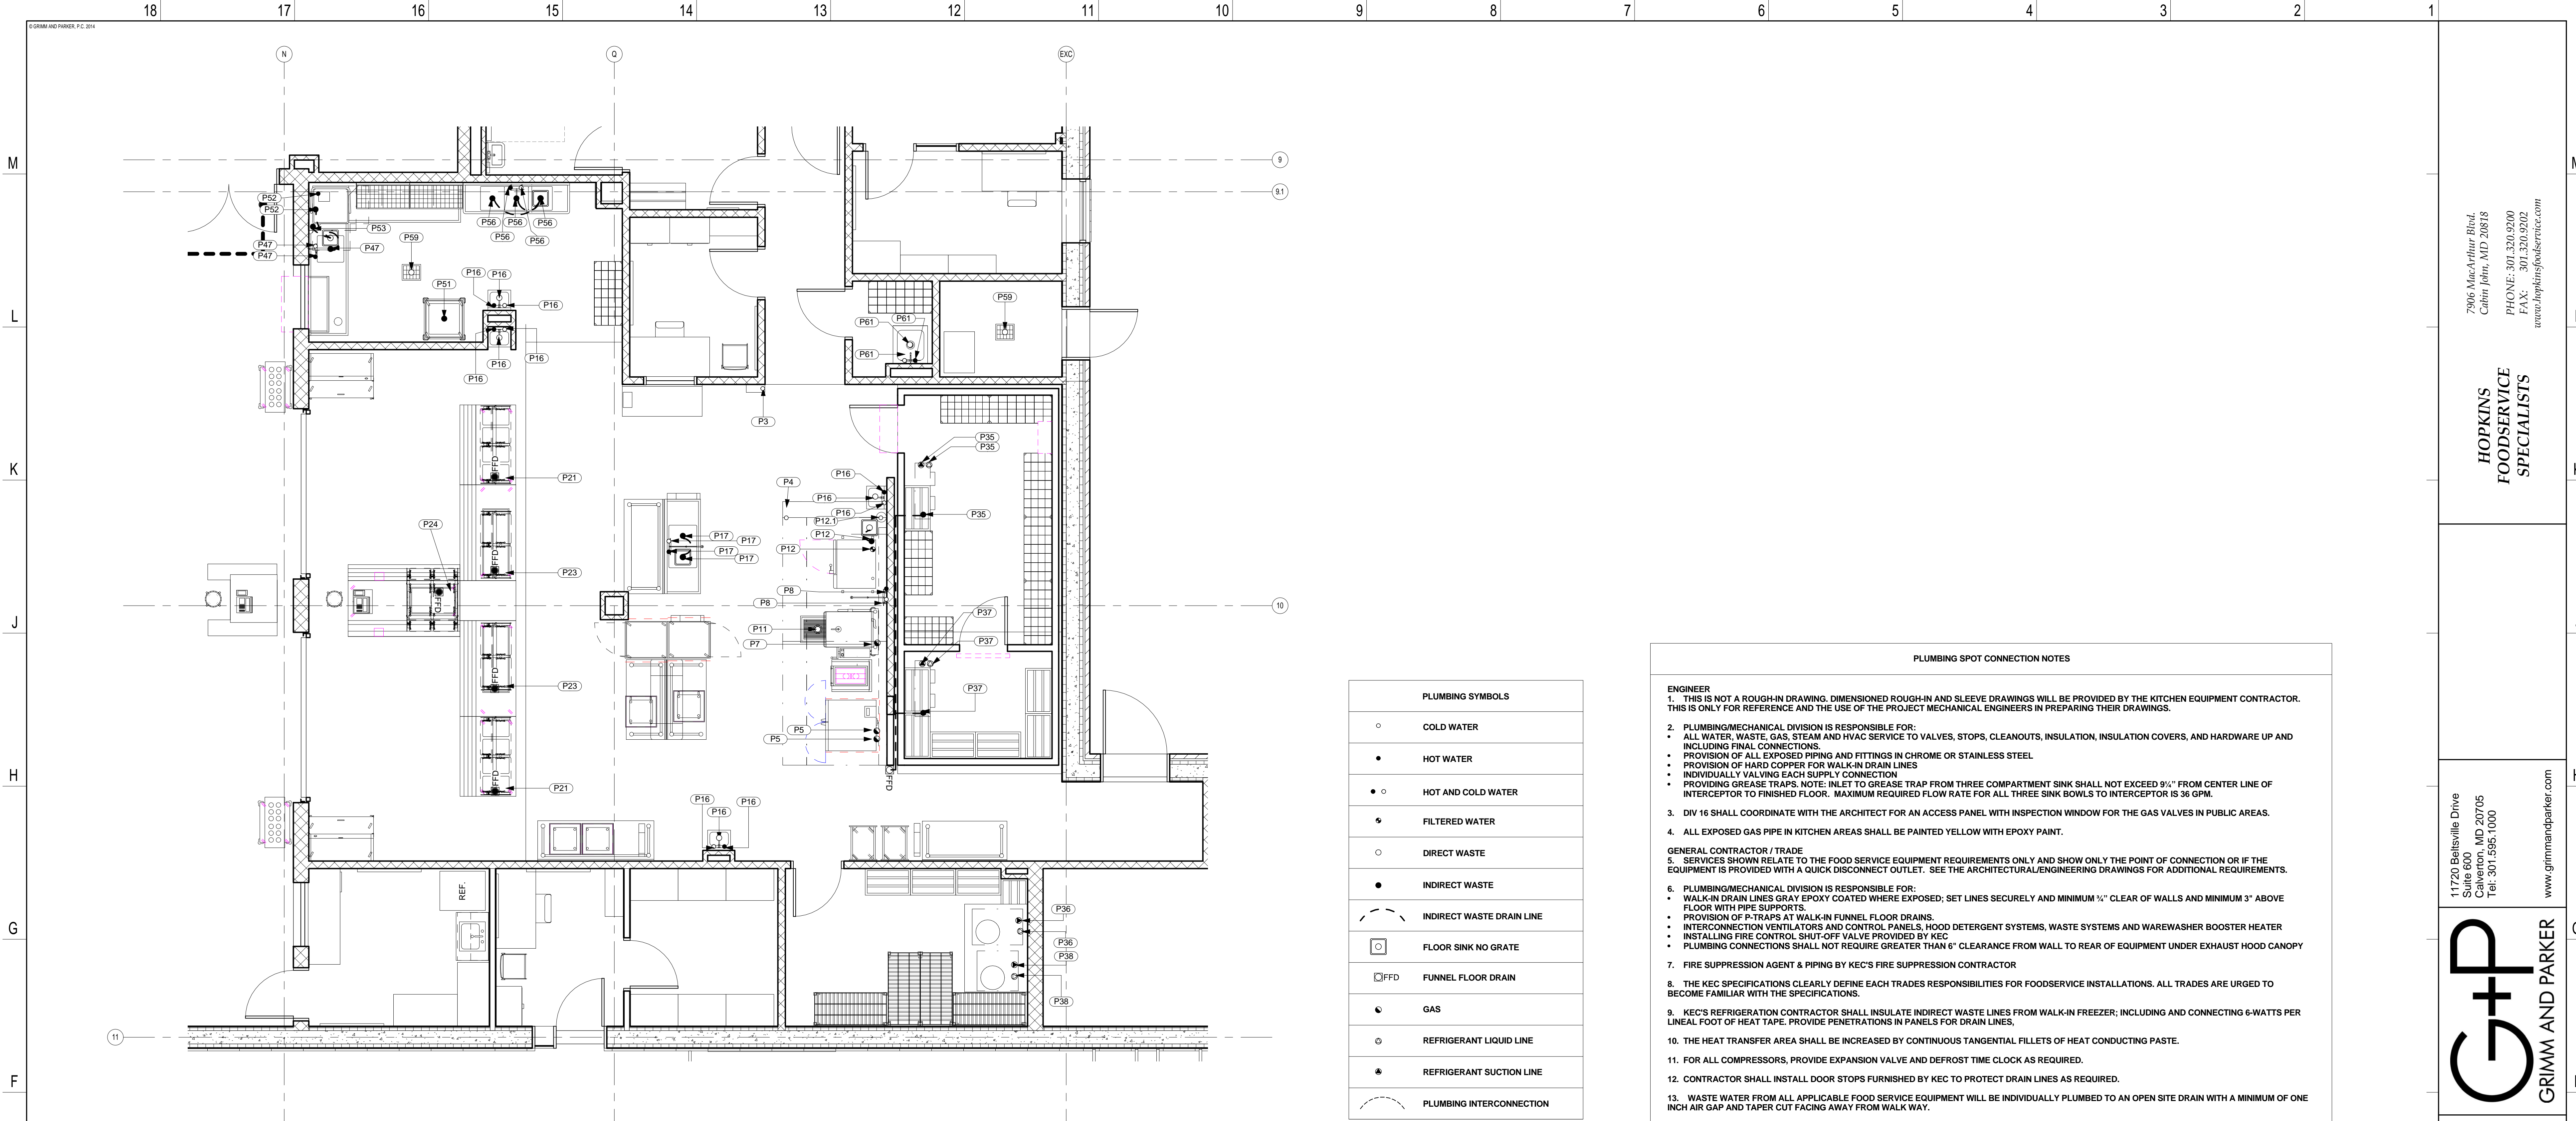 18 17 16 15 14 13 12 11 10 9 8 7 6 5 4 3 2 1
© GRIMM AND PARKER, P.C. 2014
N
Q
EXC
M
L
K
J
H
G
F
9
9.1
10
11
P52
P52
P53
P47
P47
P47
P59
P51
P56
P56
P56
P56
P56
P16
P16
P16
P16
P16
P16
P61
P61
P61
P59
P3
P35
P35
P35
P21
P4
P16
P16
P16
P12.1
P12
P12
P24
P17
P17
P17
P17
P23
P8
P8
P11
P7
P37
P37
P37
P23
P5
P5
P21
P16
P16
P16
P36
P36
P38
P38
FFD
FFD
FFD
FFD
FFD
FFD
REF.
PLUMBING SYMBOLS
COLD WATER
HOT WATER
HOT AND COLD WATER
FILTERED WATER
DIRECT WASTE
INDIRECT WASTE
INDIRECT WASTE DRAIN LINE
FLOOR SINK NO GRATE
FFD FUNNEL FLOOR DRAIN
GAS
REFRIGERANT LIQUID LINE
REFRIGERANT SUCTION LINE
PLUMBING INTERCONNECTION
PLUMBING SPOT CONNECTION NOTES
ENGINEER
1. THIS IS NOT A ROUGH-IN DRAWING. DIMENSIONED ROUGH-IN AND SLEEVE DRAWINGS WILL BE PROVIDED BY THE KITCHEN EQUIPMENT CONTRACTOR.
THIS IS ONLY FOR REFERENCE AND THE USE OF THE PROJECT MECHANICAL ENGINEERS IN PREPARING THEIR DRAWINGS.
2. PLUMBING/MECHANICAL DIVISION IS RESPONSIBLE FOR:
• ALL WATER, WASTE, GAS, STEAM AND HVAC SERVICE TO VALVES, STOPS, CLEANOUTS, INSULATION, INSULATION COVERS, AND HARDWARE UP AND
INCLUDING FINAL CONNECTIONS.
• PROVISION OF ALL EXPOSED PIPING AND FITTINGS IN CHROME OR STAINLESS STEEL
• PROVISION OF HARD COPPER FOR WALK-IN DRAIN LINES
• INDIVIDUALLY VALVING EACH SUPPLY CONNECTION
• PROVIDING GREASE TRAPS. NOTE: INLET TO GREASE TRAP FROM THREE COMPARTMENT SINK SHALL NOT EXCEED 9¼" FROM CENTER LINE OF
INTERCEPTOR TO FINISHED FLOOR. MAXIMUM REQUIRED FLOW RATE FOR ALL THREE SINK BOWLS TO INTERCEPTOR IS 36 GPM.
3. DIV 16 SHALL COORDINATE WITH THE ARCHITECT FOR AN ACCESS PANEL WITH INSPECTION WINDOW FOR THE GAS VALVES IN PUBLIC AREAS.
4. ALL EXPOSED GAS PIPE IN KITCHEN AREAS SHALL BE PAINTED YELLOW WITH EPOXY PAINT.
GENERAL CONTRACTOR / TRADE
5. SERVICES SHOWN RELATE TO THE FOOD SERVICE EQUIPMENT REQUIREMENTS ONLY AND SHOW ONLY THE POINT OF CONNECTION OR IF THE
EQUIPMENT IS PROVIDED WITH A QUICK DISCONNECT OUTLET. SEE THE ARCHITECTURAL/ENGINEERING DRAWINGS FOR ADDITIONAL REQUIREMENTS.
6. PLUMBING/MECHANICAL DIVISION IS RESPONSIBLE FOR:
• WALK-IN DRAIN LINES GRAY EPOXY COATED WHERE EXPOSED; SET LINES SECURELY AND MINIMUM ¾" CLEAR OF WALLS AND MINIMUM 3" ABOVE
FLOOR WITH PIPE SUPPORTS.
• PROVISION OF P-TRAPS AT WALK-IN FUNNEL FLOOR DRAINS.
• INTERCONNECTION VENTILATORS AND CONTROL PANELS, HOOD DETERGENT SYSTEMS, WASTE SYSTEMS AND WAREWASHER BOOSTER HEATER
• INSTALLING FIRE CONTROL SHUT-OFF VALVE PROVIDED BY KEC
• PLUMBING CONNECTIONS SHALL NOT REQUIRE GREATER THAN 6" CLEARANCE FROM WALL TO REAR OF EQUIPMENT UNDER EXHAUST HOOD CANOPY
7. FIRE SUPPRESSION AGENT & PIPING BY KEC'S FIRE SUPPRESSION CONTRACTOR
8. THE KEC SPECIFICATIONS CLEARLY DEFINE EACH TRADES RESPONSIBILITIES FOR FOODSERVICE INSTALLATIONS. ALL TRADES ARE URGED TO
BECOME FAMILIAR WITH THE SPECIFICATIONS.
9. KEC'S REFRIGERATION CONTRACTOR SHALL INSULATE INDIRECT WASTE LINES FROM WALK-IN FREEZER; INCLUDING AND CONNECTING 6-WATTS PER
LINEAL FOOT OF HEAT TAPE. PROVIDE PENETRATIONS IN PANELS FOR DRAIN LINES,
10. THE HEAT TRANSFER AREA SHALL BE INCREASED BY CONTINUOUS TANGENTIAL FILLETS OF HEAT CONDUCTING PASTE.
11. FOR ALL COMPRESSORS, PROVIDE EXPANSION VALVE AND DEFROST TIME CLOCK AS REQUIRED.
12. CONTRACTOR SHALL INSTALL DOOR STOPS FURNISHED BY KEC TO PROTECT DRAIN LINES AS REQUIRED.
13. WASTE WATER FROM ALL APPLICABLE FOOD SERVICE EQUIPMENT WILL BE INDIVIDUALLY PLUMBED TO AN OPEN SITE DRAIN WITH A MINIMUM OF ONE
INCH AIR GAP AND TAPER CUT FACING AWAY FROM WALK WAY.
HOPKINS
FOODSERVICE
SPECIALISTS
7906 MacArthur Blvd.
Cabin John, MD 20818
PHONE: 301.320.9200
FAX: 301.320.9202
www.hopkinsfoodservice.com
11720 Beltsville Drive
Suite 600
Calverton, MD 20705
Tel: 301.595.1000
www.grimmandparker.com
G+P
GRIMM AND PARKER